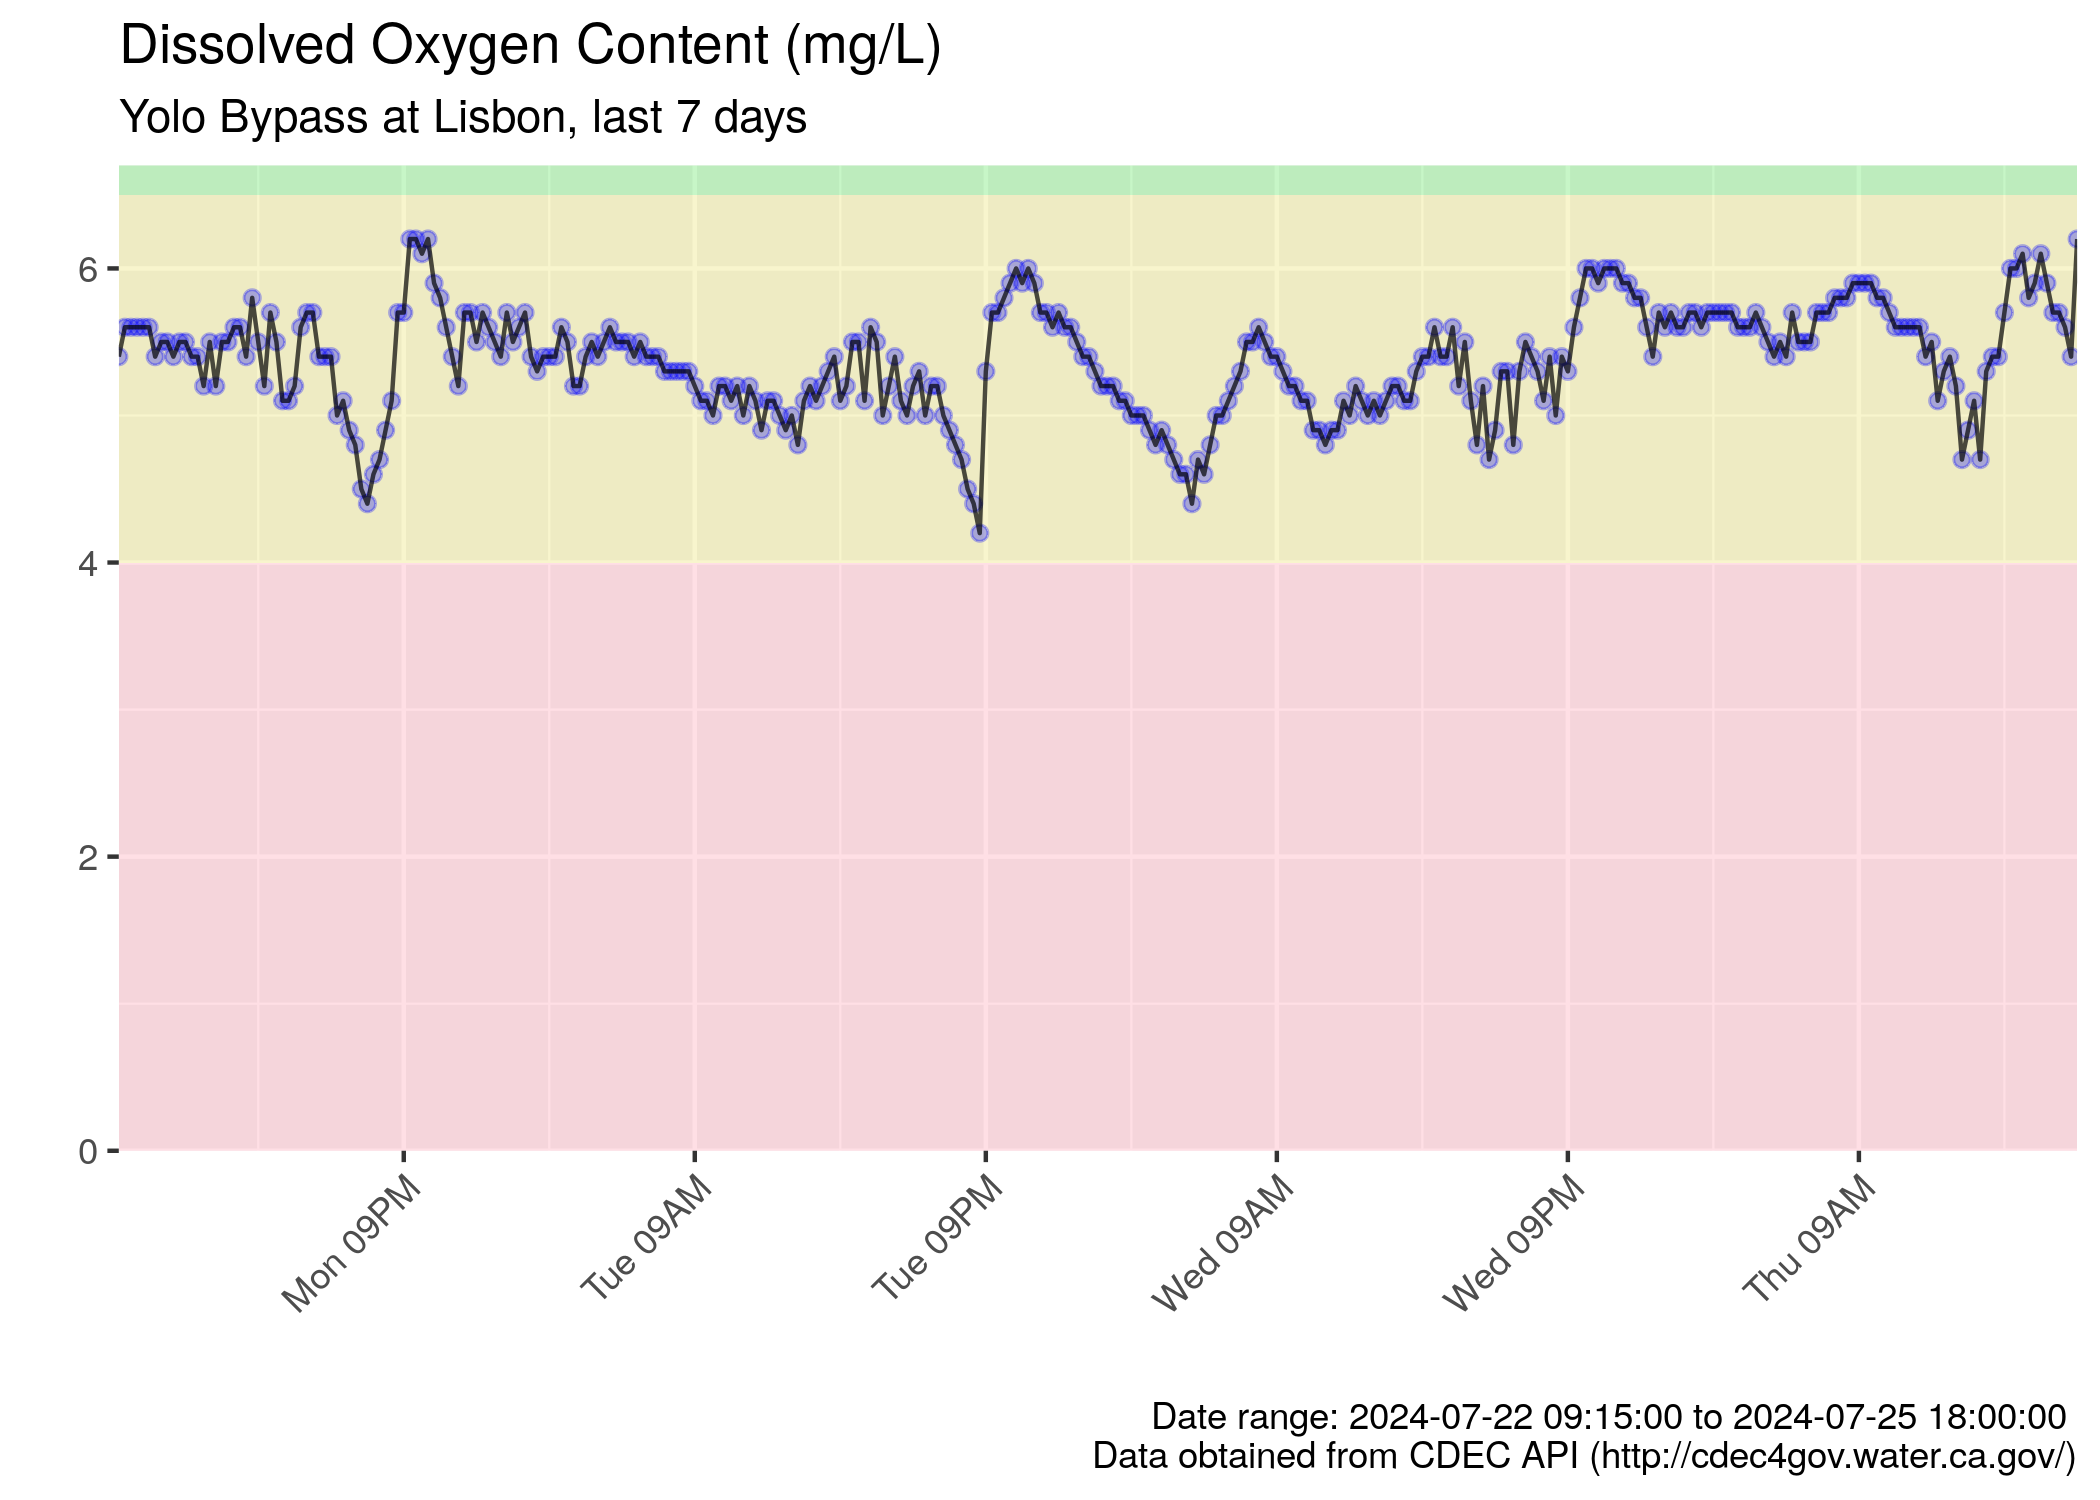 Dissolved Oxygen Content (mg/L)
Yolo Bypass at Lisbon, last 7 days
6
4
2
0
Mon 09PM
Tue 09AM
Tue 09PM
Wed 09AM
Wed 09PM
Thu 09AM
Date range: 2024-07-22 09:15:00 to 2024-07-25 18:00:00
Data obtained from CDEC API (http://cdec4gov.water.ca.gov/)